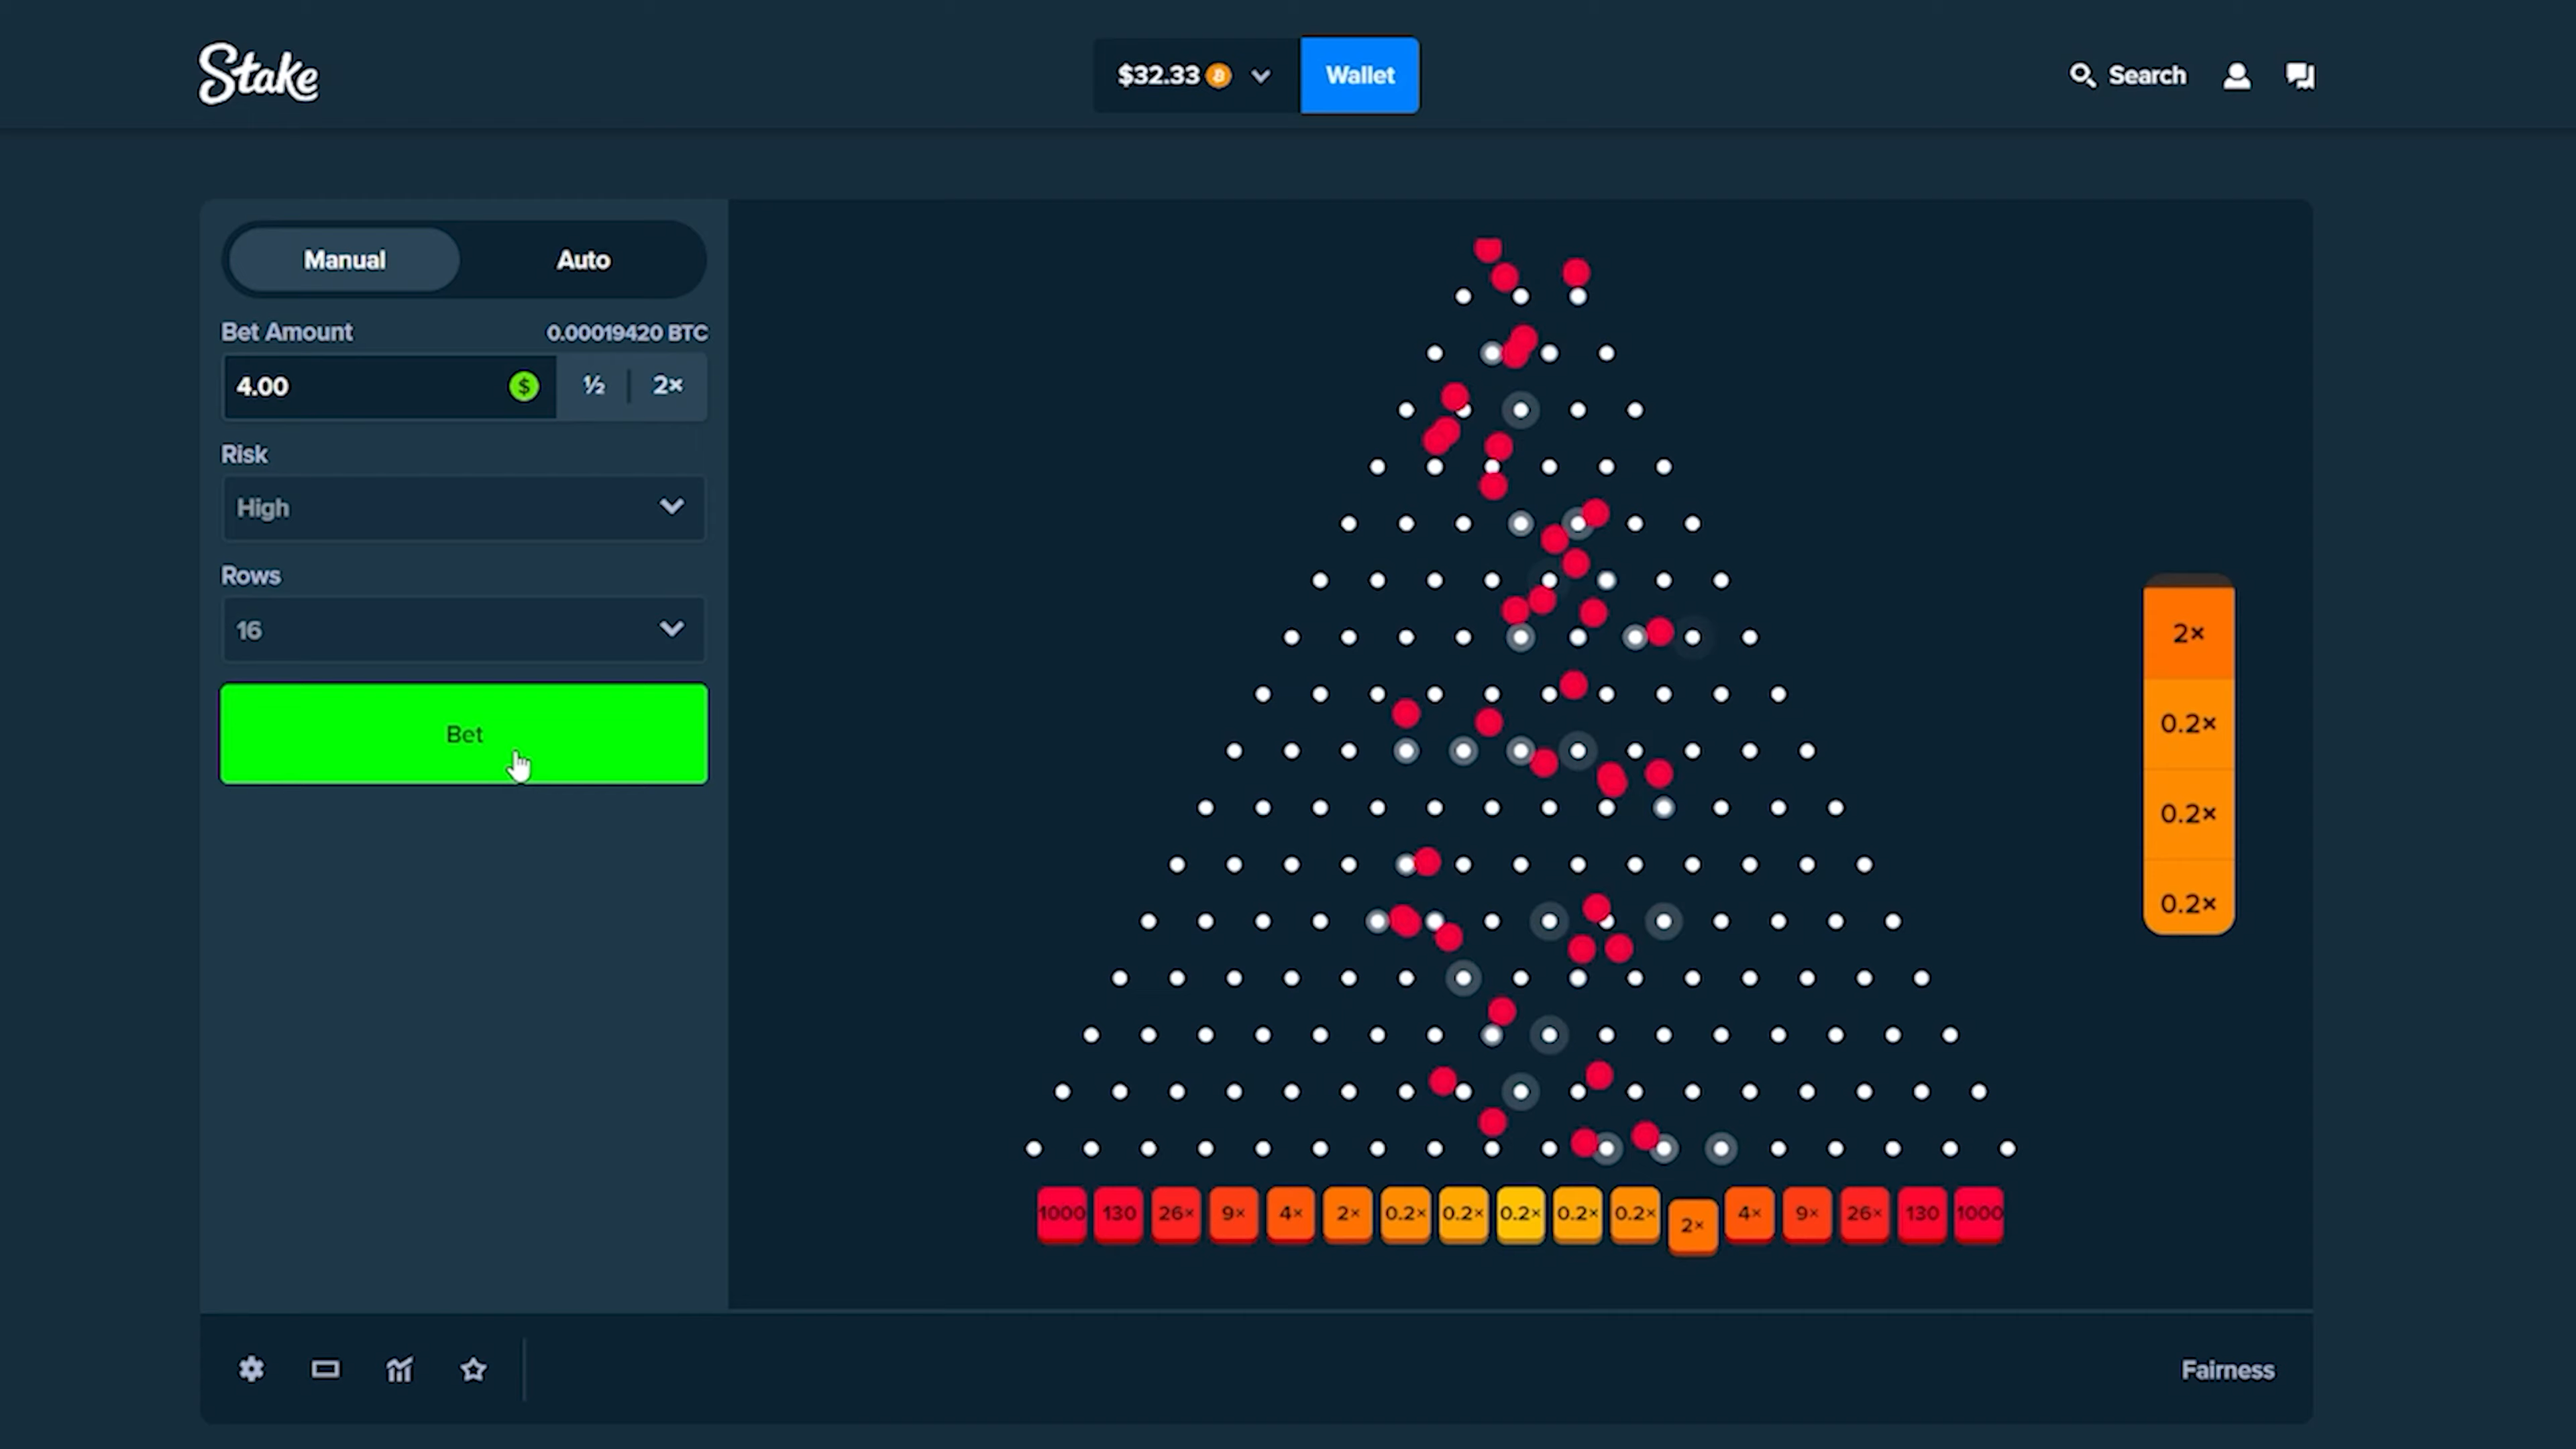 Stake
$32.33
Wallet
Search
Manual
Auto
Bet Amount
0.00019420 BTC
4.00
$
½
2×
Risk
High
Rows
16
Bet
2×
0.2×
0.2×
0.2×
1000 130 26× 9× 4× 2× 0.2× 0.2× 0.2× 0.2× 0.2× 2× 4× 9× 26× 130 1000
Fairness